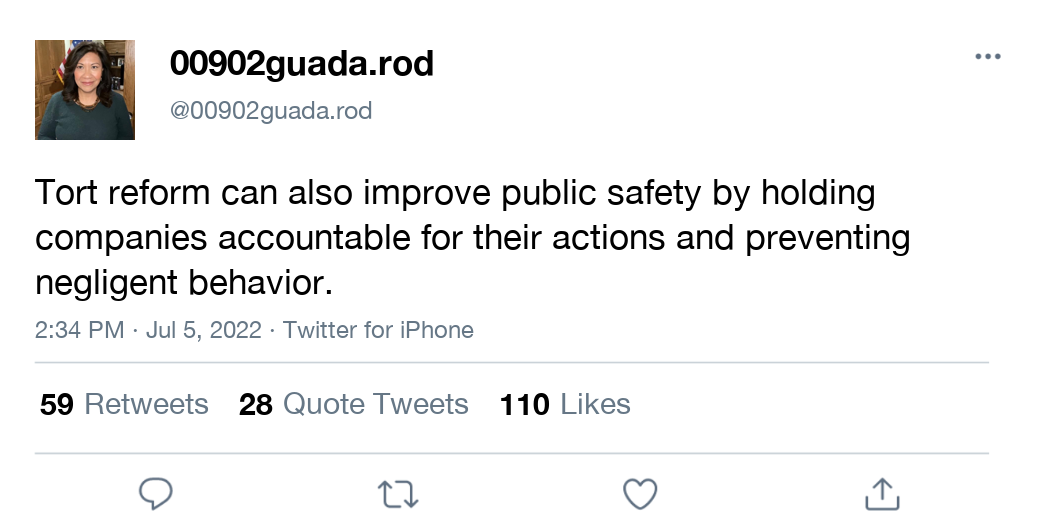 00902guada.rod
@00902guada.rod
Tort reform can also improve public safety by holding
companies accountable for their actions and preventing
negligent behavior.
2:34 PM · Jul 5, 2022 · Twitter for iPhone
59 Retweets 28 Quote Tweets 110 Likes